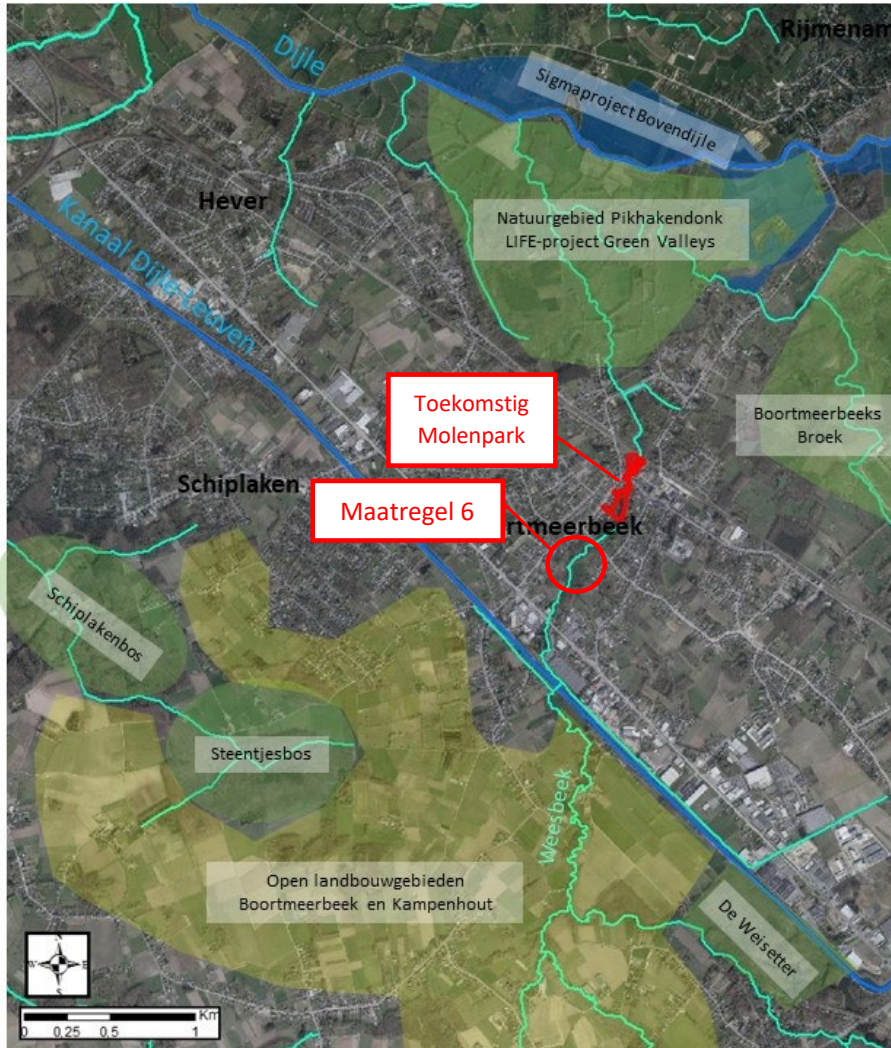 Rijmenam
Dijle
Sigmaproject Bovendijle
Hever
Natuurgebied Pikhakendonk
LIFE-project Green Valleys
Kanaal Dijle-Leuven
Toekomstig
Molenpark
Boortmeerbeeks
Broek
Schiplaken
Maatregel 6
rtmeerbeek
Schiplakenbos
Steentjesbos
Weesbeek
Open landbouwgebieden
Boortmeerbeek en Kampenhout
De Weisetter
N
W E
S
Km
0 0,25 0,5 1